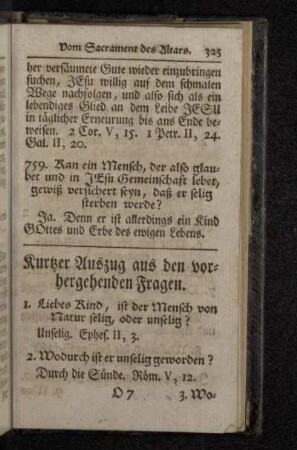 Vom Sacrament des Altars. 325
her versäumete Gute wieder einzubringen
suchen, JEsu willig auf dem schmalen
Wege nachfolgen, und also sich als ein
lebendiges Glied an dem Leibe JESU
in täglicher Erneurung bis ans Ende be-
weisen. 2 Cor. V, 15. 1 Petr. II, 24.
Gal. II, 20.
759. Kan ein Mensch, der also glau-
bet und in JEsu Gemeinschaft lebet,
gewiß versichert seyn, daß er selig
sterben werde?
Ja. Denn er ist allerdings ein Kind
GOttes und Erbe des ewigen Lebens.
Kurtzer Auszug aus den vor-
hergehenden Fragen.
1. Liebes Kind, ist der Mensch von
Natur selig, oder unselig?
Unselig. Ephes. II, 3.
2. Wodurch ist er unselig geworden?
Durch die Sünde. Röm. V, 12.
O 7 3. Wo-